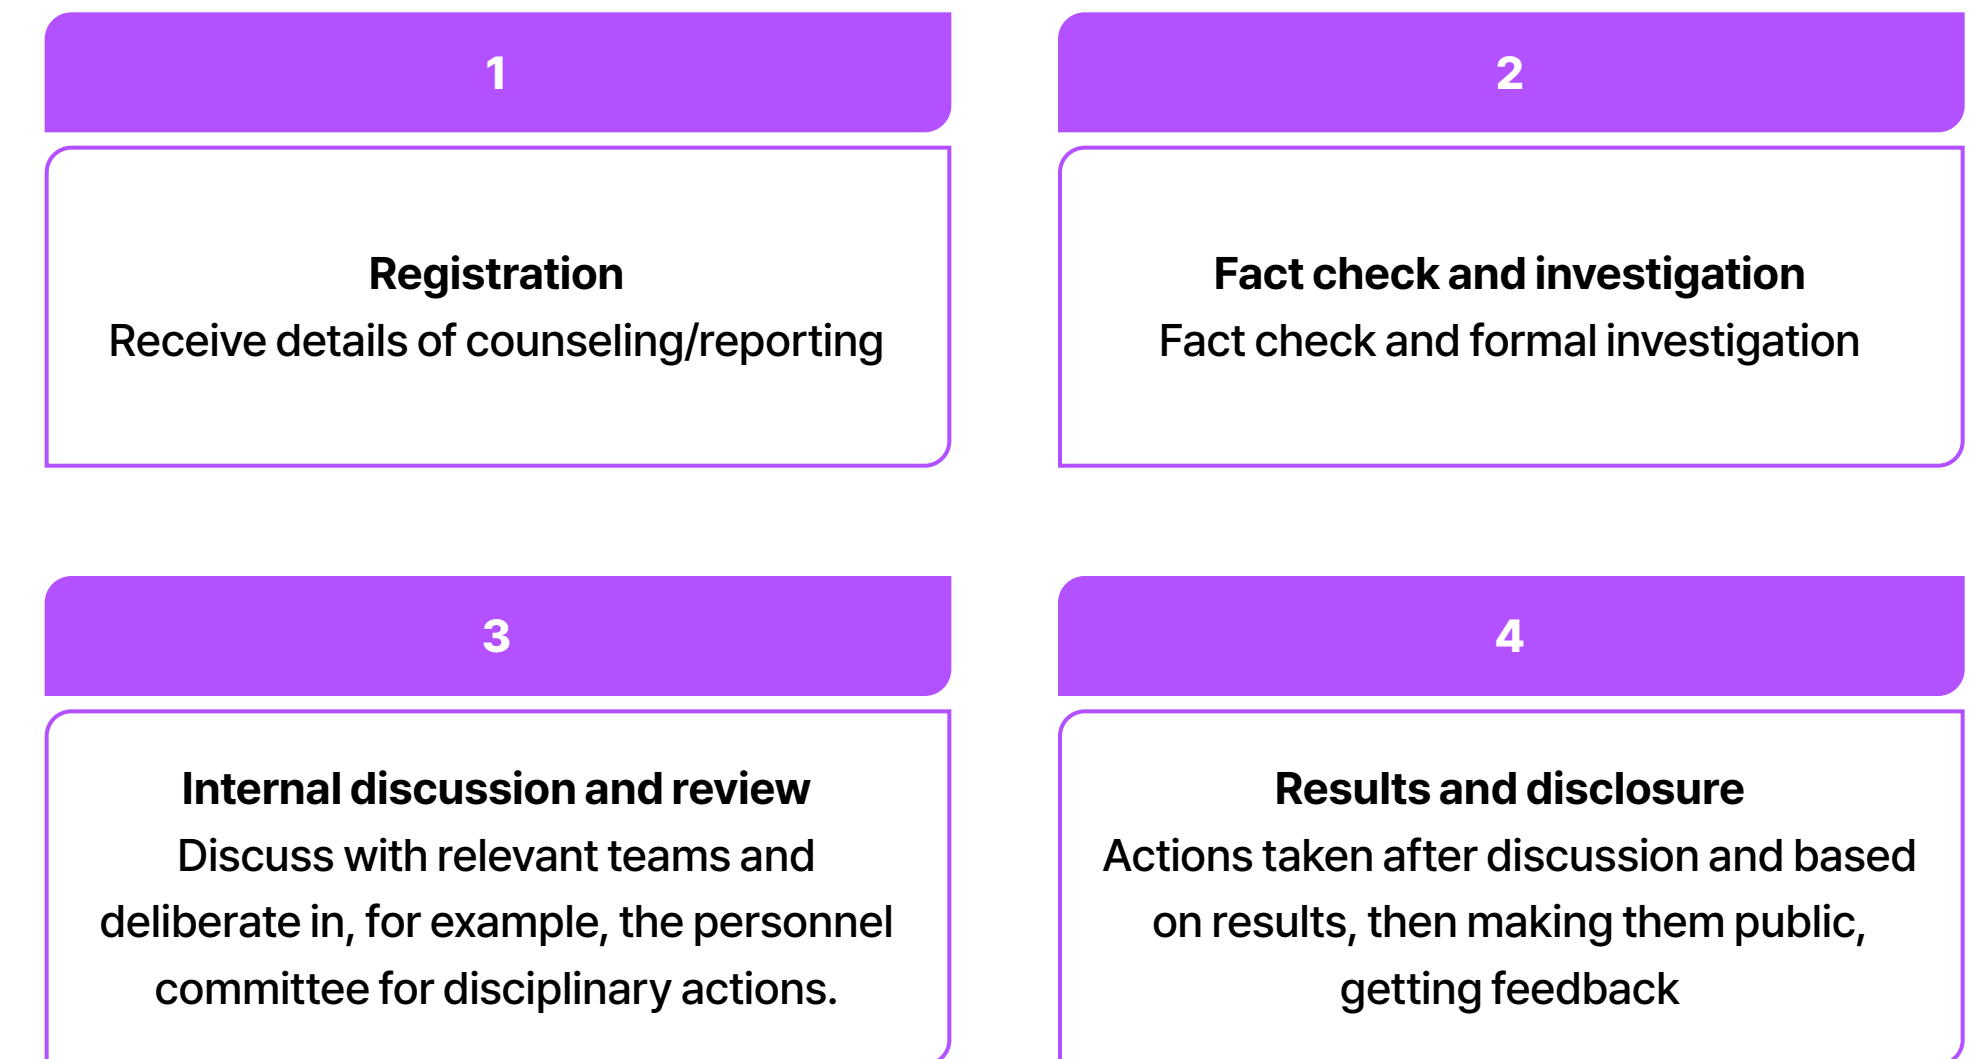 1
Registration
Receive details of counseling/reporting
2
Fact check and investigation
Fact check and formal investigation
3
Internal discussion and review
Discuss with relevant teams and
deliberate in, for example, the personnel
committee for disciplinary actions.
4
Results and disclosure
Actions taken after discussion and based
on results, then making them public,
getting feedback